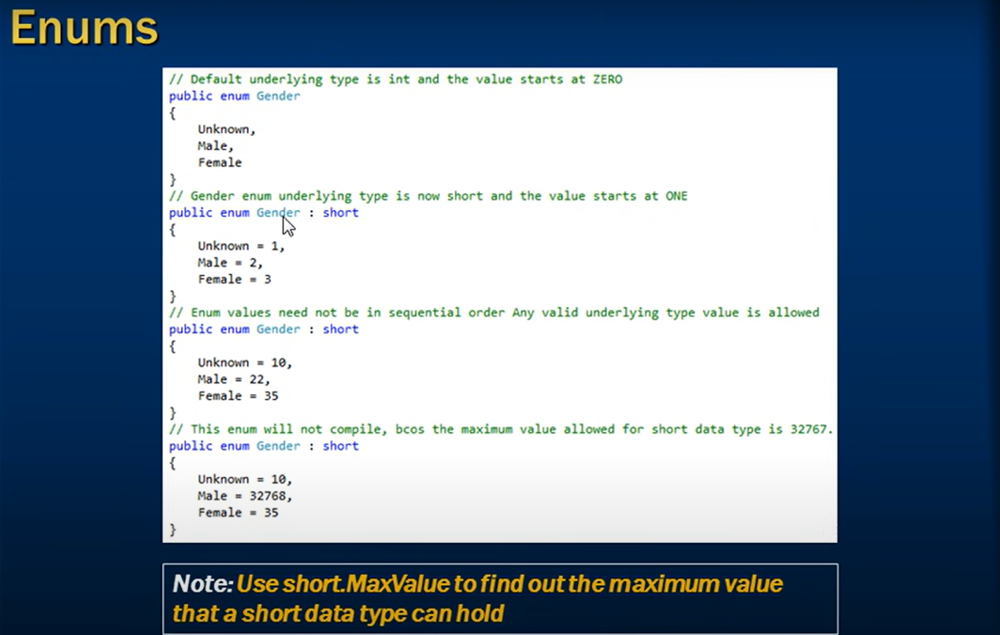 Enums
// Default underlying type is int and the value starts at ZERO
public enum Gender
{
    Unknown,
    Male,
    Female
}
// Gender enum underlying type is now short and the value starts at ONE
public enum Gender : short
{
    Unknown = 1,
    Male = 2,
    Female = 3
}
// Enum values need not be in sequential order Any valid underlying type value is allowed
public enum Gender : short
{
    Unknown = 10,
    Male = 22,
    Female = 35
}
// This enum will not compile, bcos the maximum value allowed for short data type is 32767.
public enum Gender : short
{
    Unknown = 10,
    Male = 32768,
    Female = 35
}
Note: Use short.MaxValue to find out the maximum value
that a short data type can hold